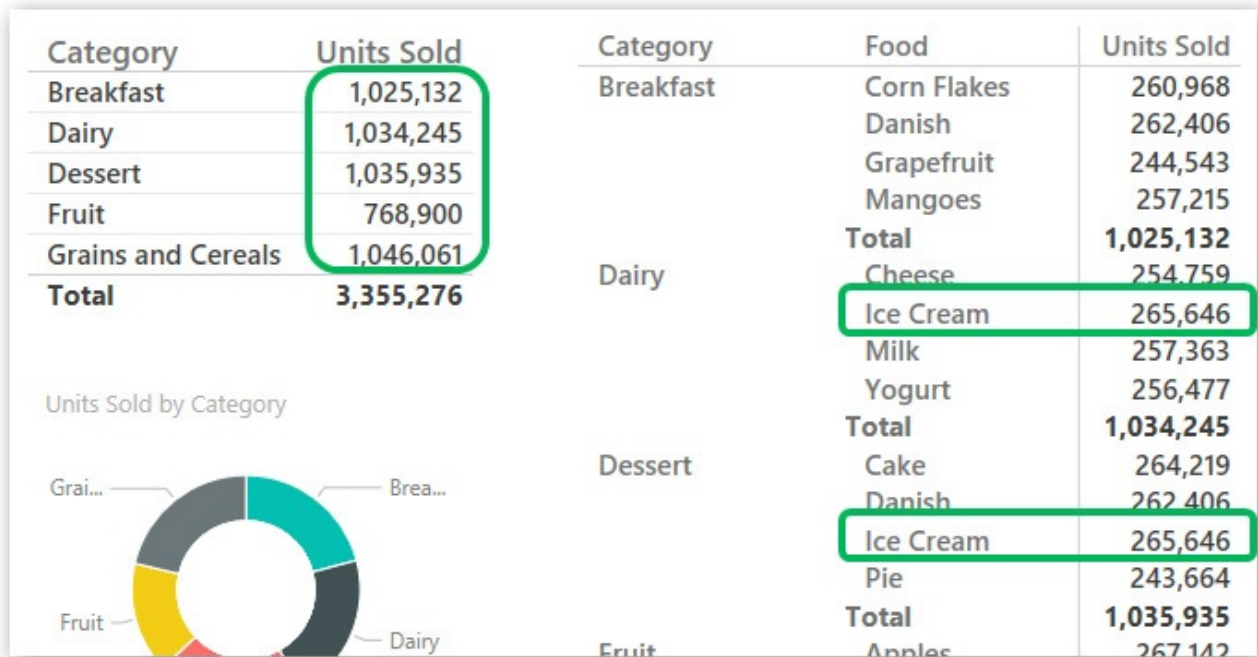 Category Units Sold
Breakfast 1,025,132
Dairy 1,034,245
Dessert 1,035,935
Fruit 768,900
Grains and Cereals 1,046,061
Total 3,355,276
Units Sold by Category
Grai...
Brea...
Fruit
Dairy
Category Food Units Sold
Breakfast Corn Flakes 260,968
Danish 262,406
Grapefruit 244,543
Mangoes 257,215
Total 1,025,132
Dairy Cheese 254,759
Ice Cream 265,646
Milk 257,363
Yogurt 256,477
Total 1,034,245
Dessert Cake 264,219
Danish 262,406
Ice Cream 265,646
Pie 243,664
Total 1,035,935
Fruit Apples 267,142